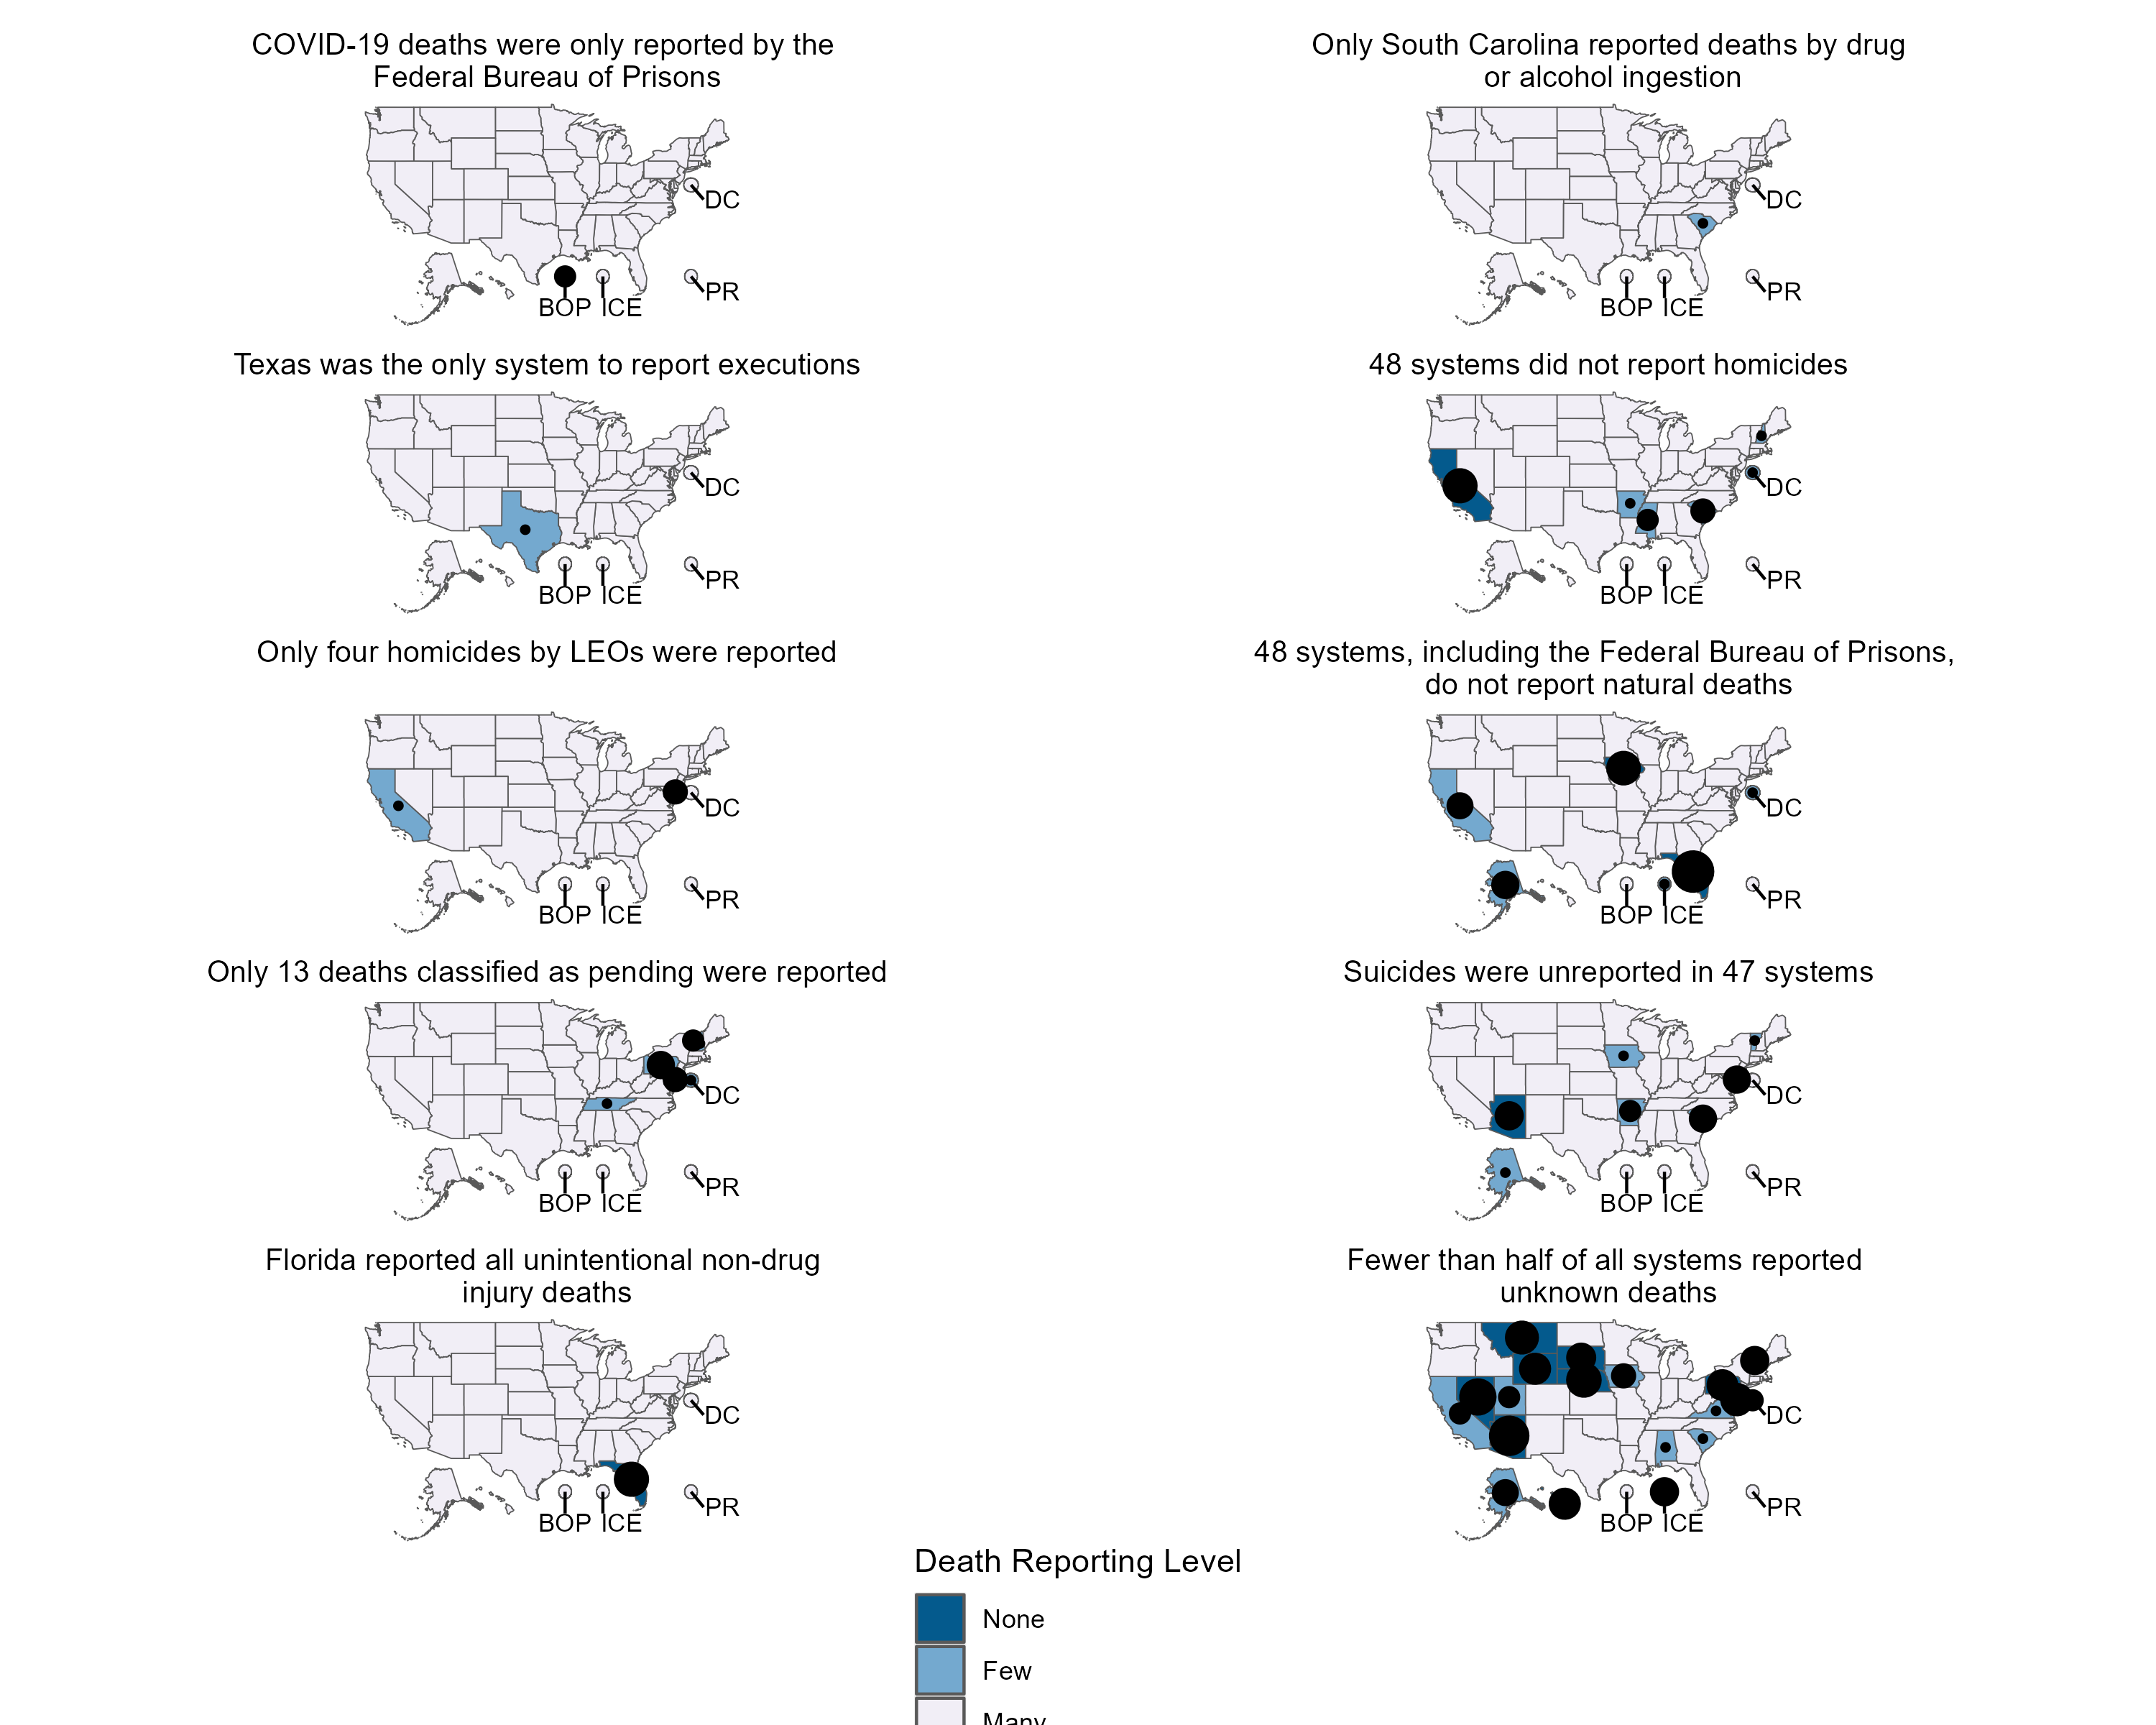 COVID-19 deaths were only reported by the
Federal Bureau of Prisons
DC
PR
BOP ICE
Only South Carolina reported deaths by drug
or alcohol ingestion
DC
PR
BOP ICE
Texas was the only system to report executions
DC
PR
BOP ICE
48 systems did not report homicides
DC
PR
BOP ICE
Only four homicides by LEOs were reported
DC
PR
BOP ICE
48 systems, including the Federal Bureau of Prisons,
do not report natural deaths
DC
PR
BOP ICE
Only 13 deaths classified as pending were reported
DC
PR
BOP ICE
Suicides were unreported in 47 systems
DC
PR
BOP ICE
Florida reported all unintentional non-drug
injury deaths
DC
PR
BOP ICE
Fewer than half of all systems reported
unknown deaths
DC
PR
BOP ICE
Death Reporting Level
None
Few
Many